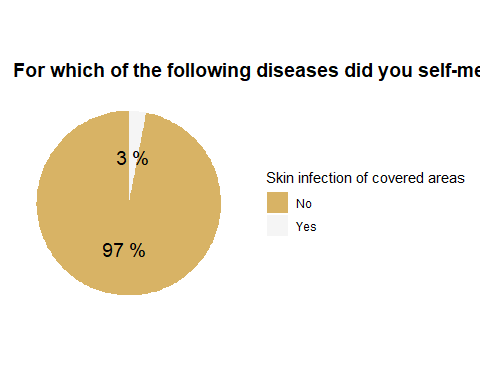 For which of the following diseases did you self-me
3 %
97 %
Skin infection of covered areas
No
Yes